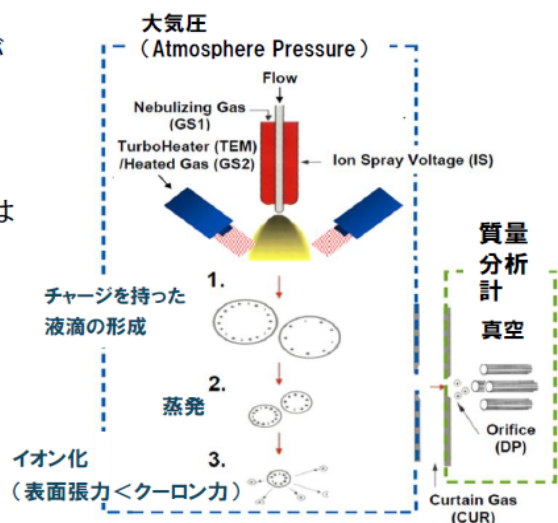 が
は
大気圧
（Atmosphere Pressure）
Flow
Nebulizing Gas
(GS1)
TurboHeater (TEM)
/Heated Gas (GS2)
Ion Spray Voltage (IS)
1.
チャージを持った
液滴の形成
2.
蒸発
3.
イオン化
（表面張力＜クーロン力）
質量
分析
計
真空
Orifice
(DP)
Curtain Gas
(CUR)